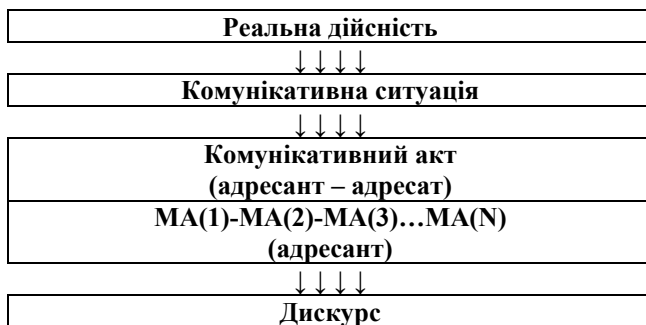 Реальна дійсність
↓↓↓↓
Комунікативна ситуація
↓↓↓↓
Комунікативний акт
(адресант – адресат)
МА(1)-МА(2)-МА(3)…МА(N)
(адресант)
↓↓↓↓
Дискурс